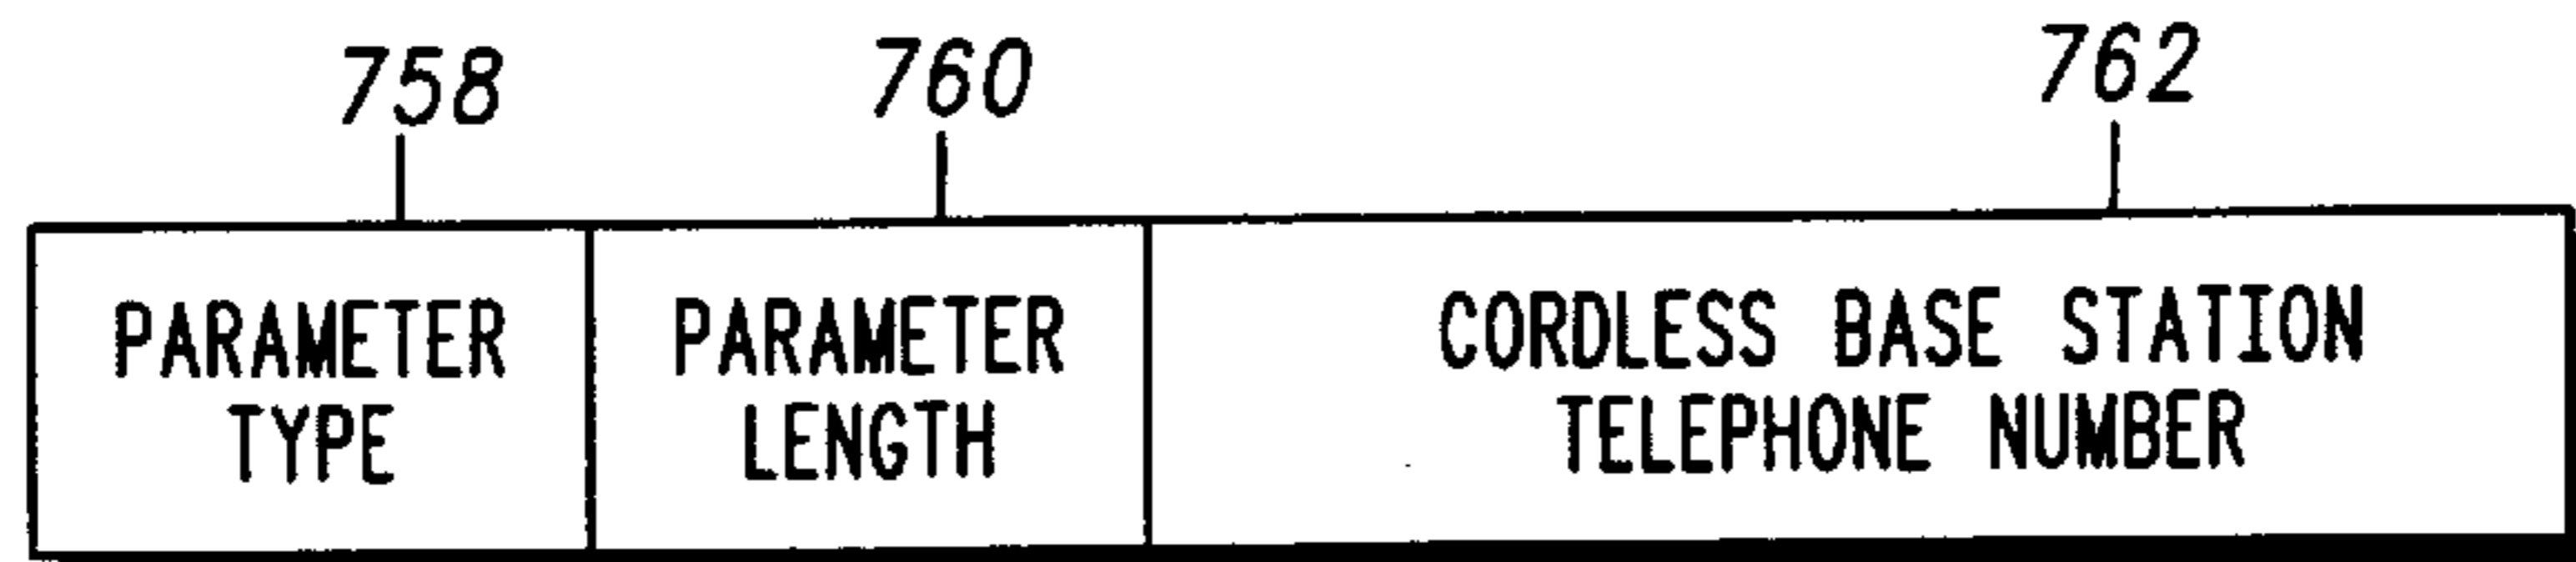 758 760 762
PARAMETER TYPE
PARAMETER LENGTH
CORDLESS BASE STATION
TELEPHONE NUMBER